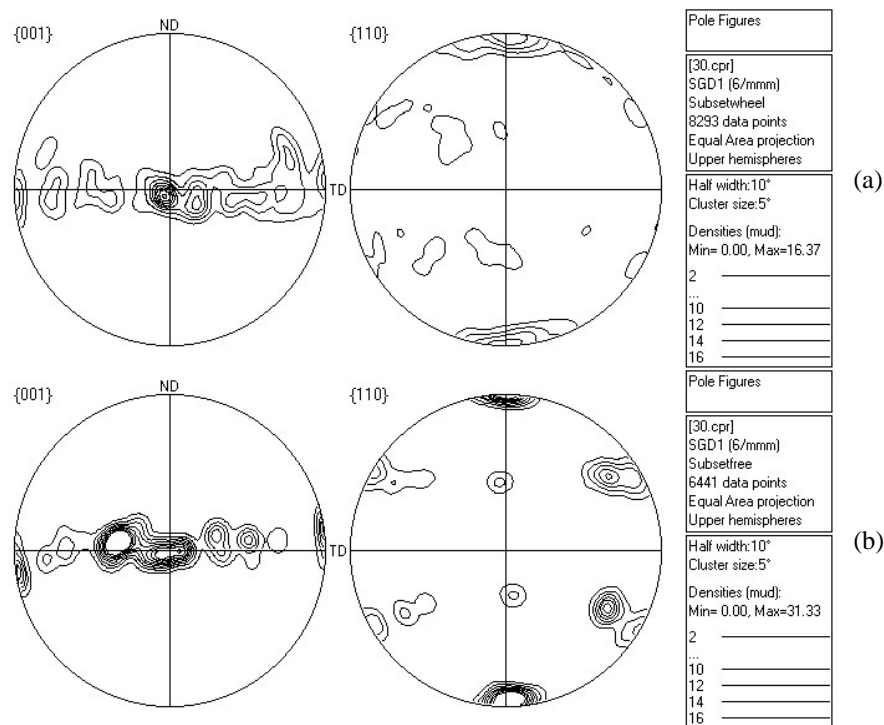 {001}
ND
TD
{110}
Pole Figures
[30.cpr]
SGD1 (6/mmm)
Subsetwheel
8293 data points
Equal Area projection
Upper hemispheres
Half width:10°
Cluster size:5°
Densities (mud):
Min= 0.00, Max=16.37
2
...
10
12
14
16
(a)
{001}
ND
TD
{110}
Pole Figures
[30.cpr]
SGD1 (6/mmm)
Subsetfree
6441 data points
Equal Area projection
Upper hemispheres
Half width:10°
Cluster size:5°
Densities (mud):
Min= 0.00, Max=31.33
2
...
10
12
14
16
(b)